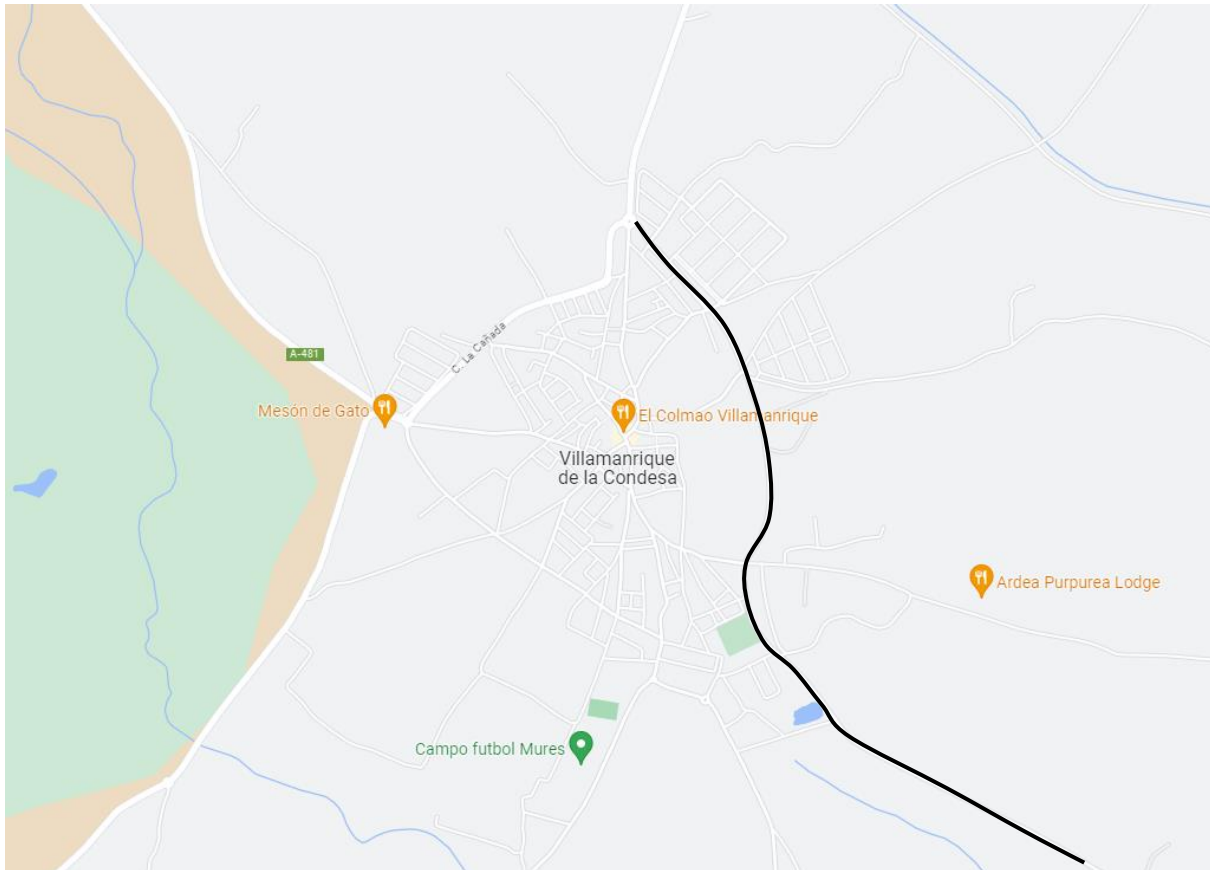 C. La Cañada
A-481
Mesón de Gato
El Colmao Villamanrique
Villamanrique
de la Condesa
Ardea Purpurea Lodge
Campo futbol Mures